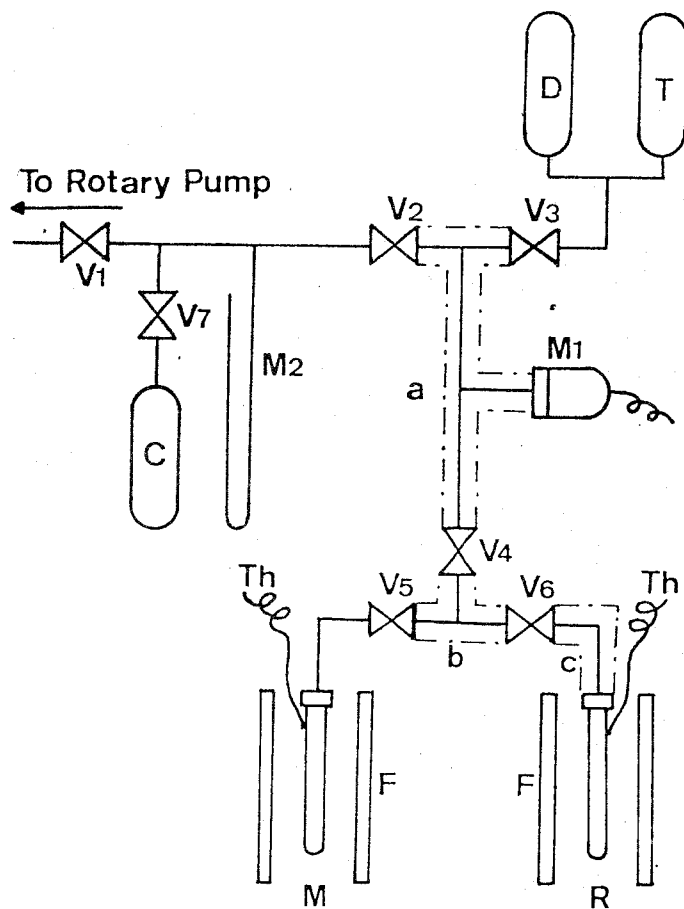 D T
To Rotary Pump
V2 V3
V1
V7
M2
M1
a
C
V4
Th V5 V6 Th
b c
F F
M R